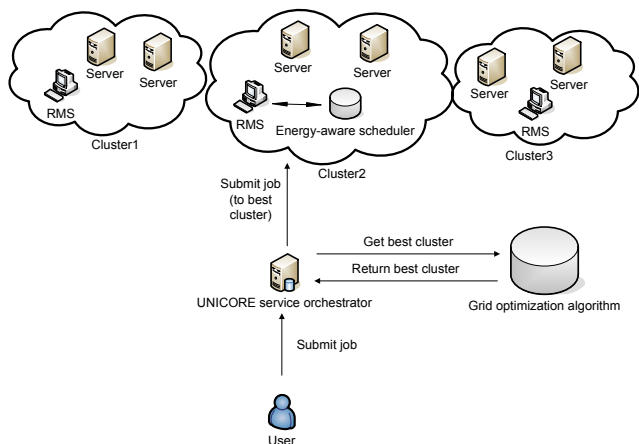 Server
Server
RMS
Cluster1
Server
Server
RMS
Energy-aware scheduler
Cluster2
Server
Server
RMS
Cluster3
Submit job
(to best
cluster)
Get best cluster
Return best cluster
UNICORE service orchestrator
Grid optimization algorithm
Submit job
User